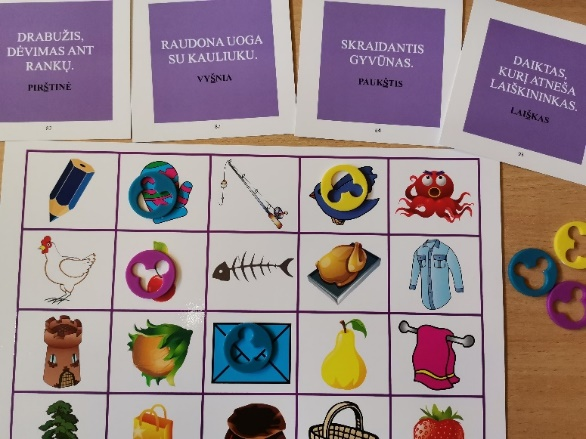 DRABUŽIS,
DĖVIMAS ANT
RANKŲ.
PIRŠTINĖ
RAUDONA UOGA
SU KAULIUKU.
VYŠNIA
SKRAIDANTIS
GYVŪNAS.
PAUKŠTIS
DAIKTAS,
KURĮ ATNEŠA
LAIŠKININKAS.
LAIŠKAS